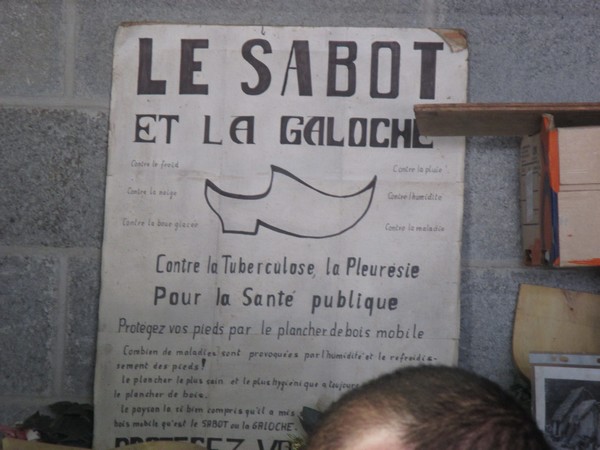 LE SABOT
ET LA GALOCHE
Contre le froid
Contre la pluie
Contre la neige
Contre l'humidité
Contre la boue glacée
Contre la maladie
Contre la Tuberculose, la Pleurésie
Pour la Santé publique
Protégez vos pieds par le plancher de bois mobile
Combien de maladies sont provoquées par l'humidité et le refroidis-
sement des pieds!
le plancher le plus sain et le plus hygiénique a toujours
le plancher de bois.
le paysan l'a si bien compris qu'il a mis
bois mobile qu'est le SABOT ou la GALOCHE.
PROTEGEZ